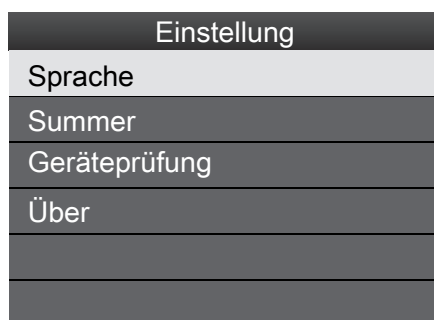 Einstellung
Sprache
Summer
Geräteprüfung
Über